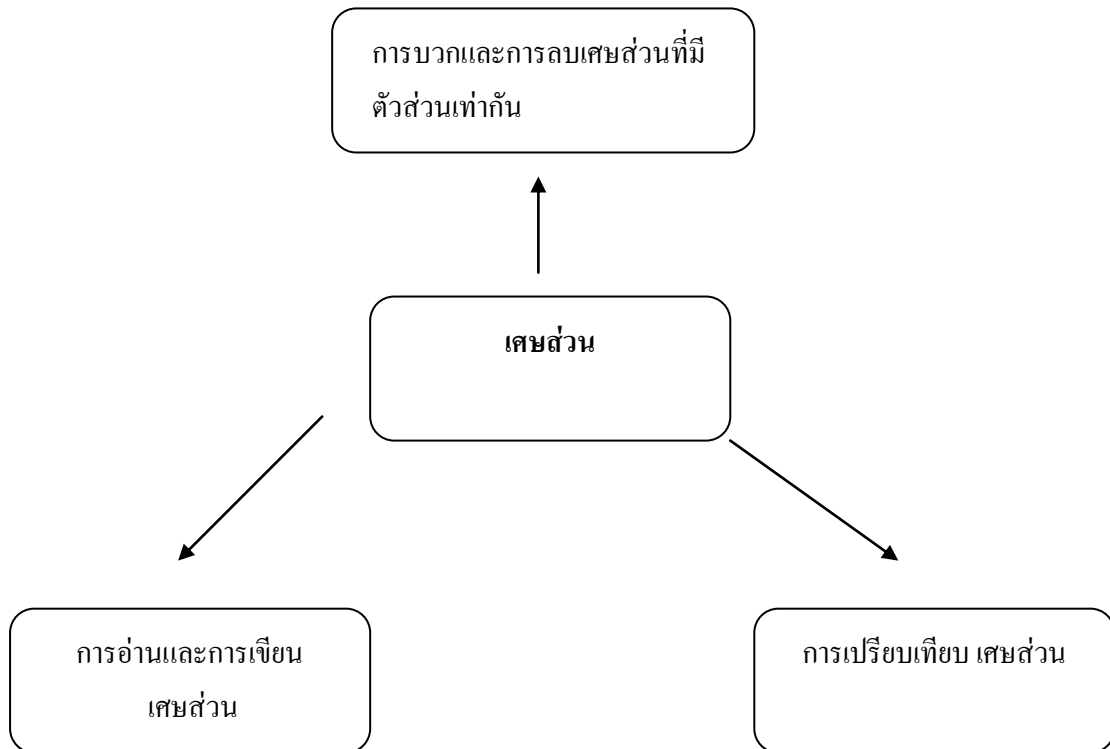 การบวกและการลบเศษส่วนที่มี
ตัวส่วนเท่ากัน
เศษส่วน
การอ่านและการเขียน
เศษส่วน
การเปรียบเทียบ เศษส่วน